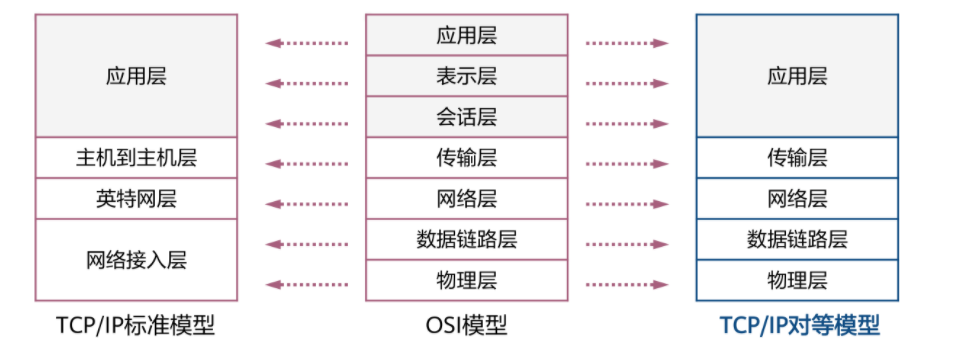 应用层
主机到主机层
英特网层
网络接入层
TCP/IP标准模型
应用层
表示层
会话层
传输层
网络层
数据链路层
物理层
OSI模型
应用层
传输层
网络层
数据链路层
物理层
TCP/IP对等模型